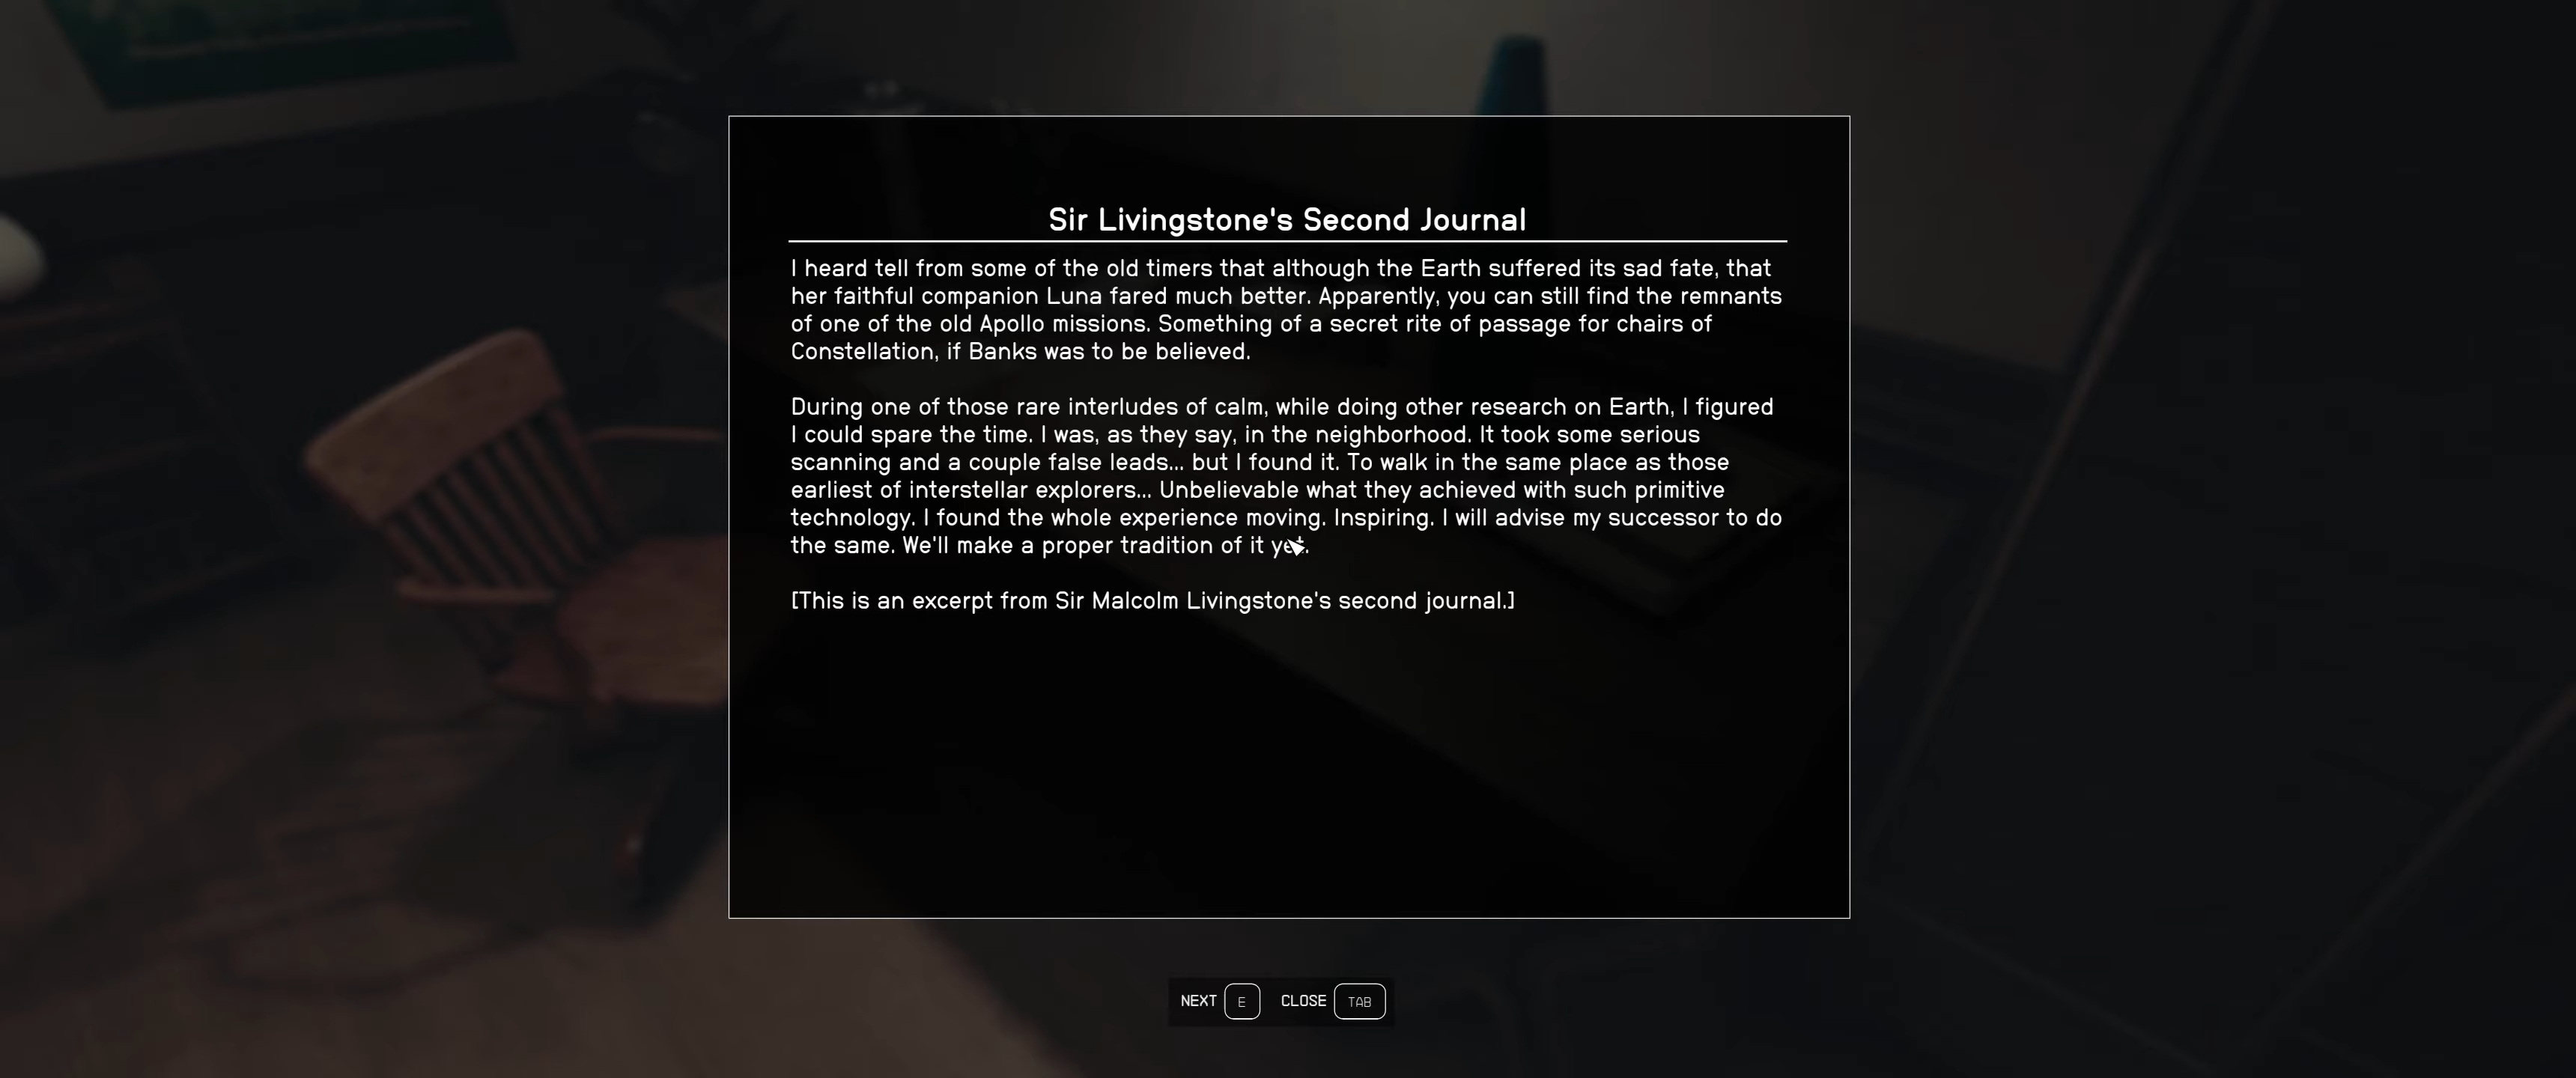 Sir Livingstone's Second Journal
I heard tell from some of the old timers that although the Earth suffered its sad fate, that
her faithful companion Luna fared much better. Apparently, you can still find the remnants
of one of the old Apollo missions. Something of a secret rite of passage for chairs of
Constellation, if Banks was to be believed.
During one of those rare interludes of calm, while doing other research on Earth, I figured
I could spare the time. I was, as they say, in the neighborhood. It took some serious
scanning and a couple false leads... but I found it. To walk in the same place as those
earliest of interstellar explorers... Unbelievable what they achieved with such primitive
technology. I found the whole experience moving. Inspiring. I will advise my successor to do
the same. We'll make a proper tradition of it yet.
[This is an excerpt from Sir Malcolm Livingstone's second journal.]
NEXT E CLOSE TAB